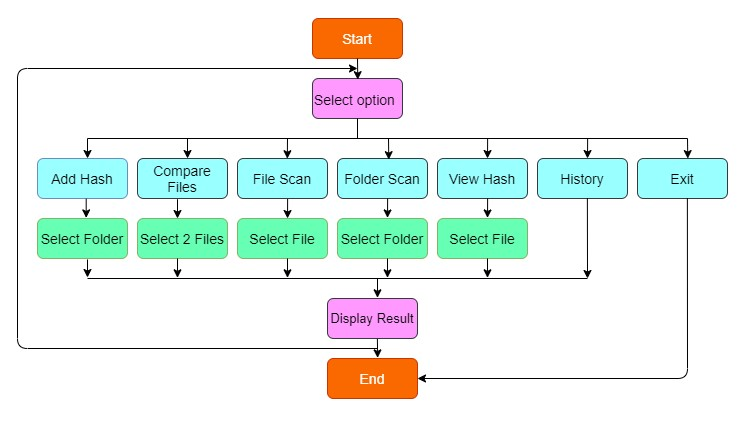 Start
Select option
Add Hash
Compare
Files
File Scan
Folder Scan
View Hash
History
Exit
Select Folder
Select 2 Files
Select File
Select Folder
Select File
Display Result
End